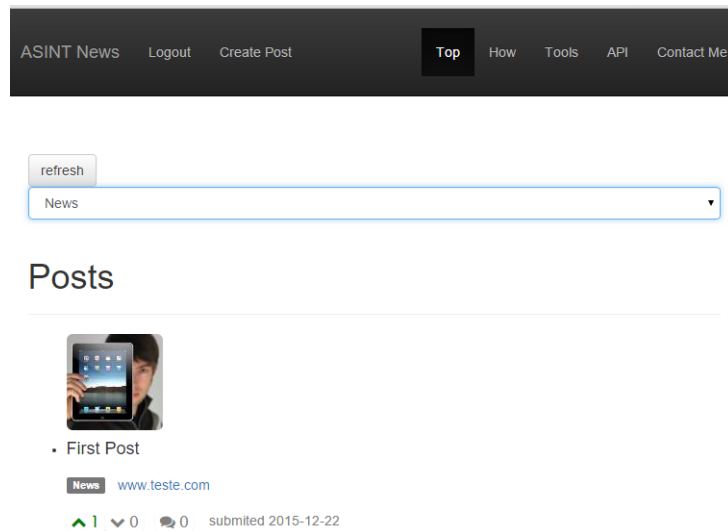 ASINT News Logout Create Post Top How Tools API Contact Me
refresh
News
Posts
First Post
News www.teste.com
1 0 0 submited 2015-12-22